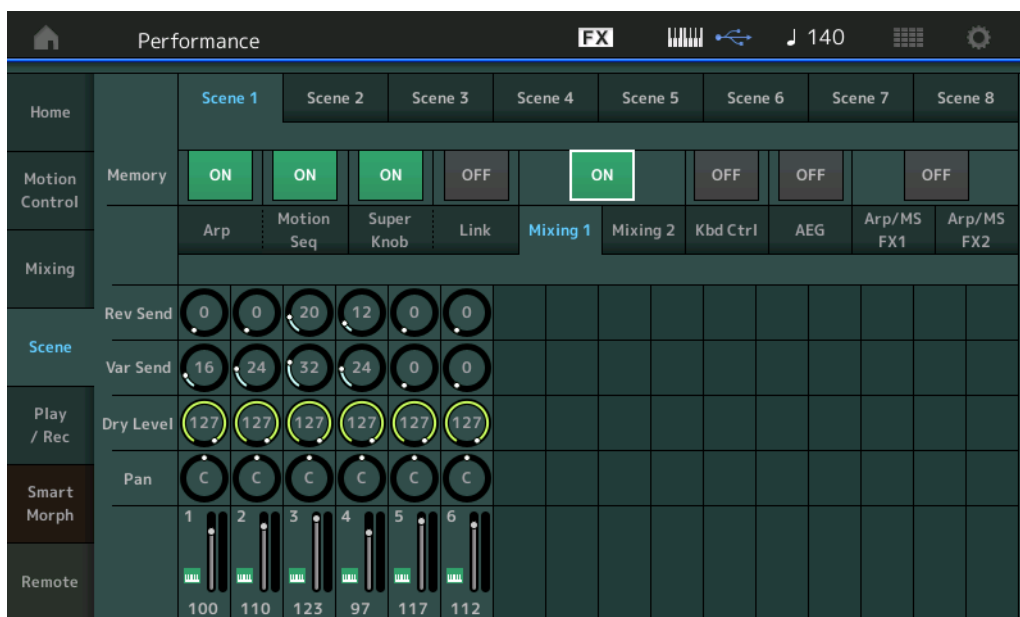 Performance FX 140
Scene 1 Scene 2 Scene 3 Scene 4 Scene 5 Scene 6 Scene 7 Scene 8
Home
Motion
Control
Memory ON ON ON OFF ON OFF OFF OFF
Arp Motion
Seq Super
Knob Link Mixing 1 Mixing 2 Kbd Ctrl AEG Arp/MS
FX1 Arp/MS
FX2
Mixing
Rev Send 0 0 20 12 0 0
Scene
Var Send 16 24 32 24 0 0
Play
/ Rec
Dry Level 127 127 127 127 127 127
Pan C C C C C C
Smart
Morph
1 2 3 4 5 6
Remote
100 110 123 97 117 112